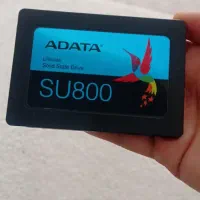 ADATA
Ultimate
Solid State Drive
SU800